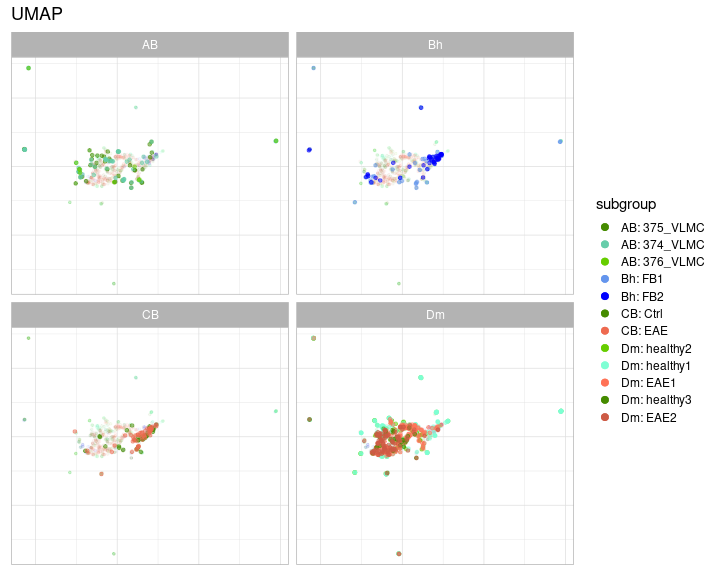 UMAP
AB
Bh
CB
Dm
subgroup
AB: 375_VLMC
AB: 374_VLMC
AB: 376_VLMC
Bh: FB1
Bh: FB2
CB: Ctrl
CB: EAE
Dm: healthy2
Dm: healthy1
Dm: EAE1
Dm: healthy3
Dm: EAE2